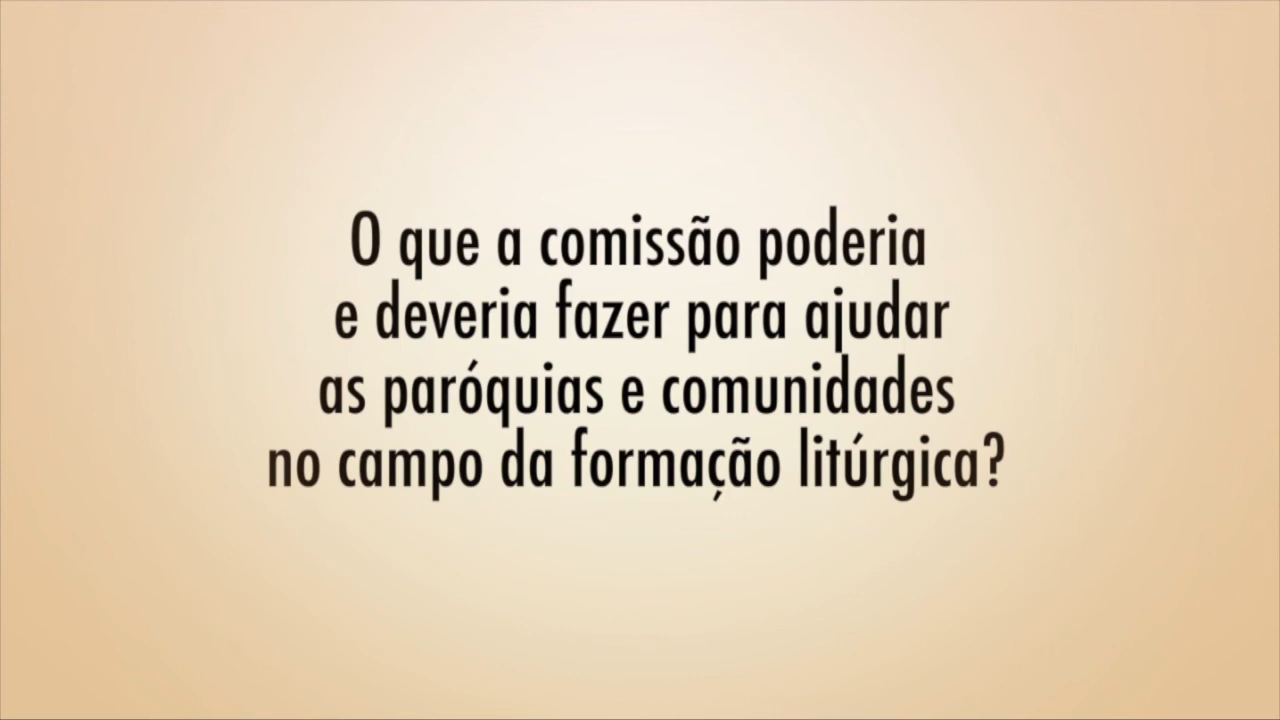 O que a comissão poderia
e deveria fazer para ajudar
as paróquias e comunidades
no campo da formação litúrgica?